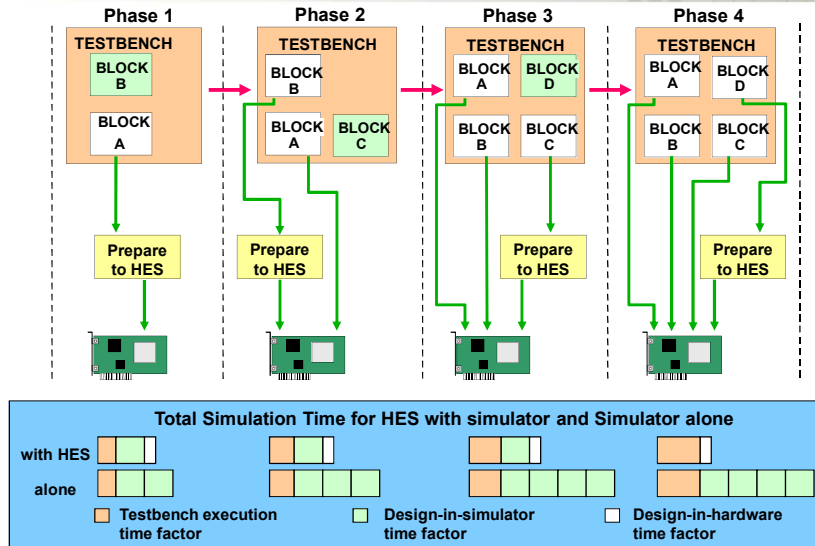 Phase 1
Phase 2
Phase 3
Phase 4
TESTBENCH
BLOCK
B
BLOCK
A
TESTBENCH
BLOCK
B
BLOCK
A
BLOCK
C
TESTBENCH
BLOCK
A
BLOCK
D
BLOCK
B
BLOCK
C
TESTBENCH
BLOCK
A
BLOCK
D
BLOCK
B
BLOCK
C
Prepare
to HES
Prepare
to HES
Prepare
to HES
Prepare
to HES
Total Simulation Time for HES with simulator and Simulator alone
with HES
alone
Testbench execution
time factor
Design-in-simulator
time factor
Design-in-hardware
time factor